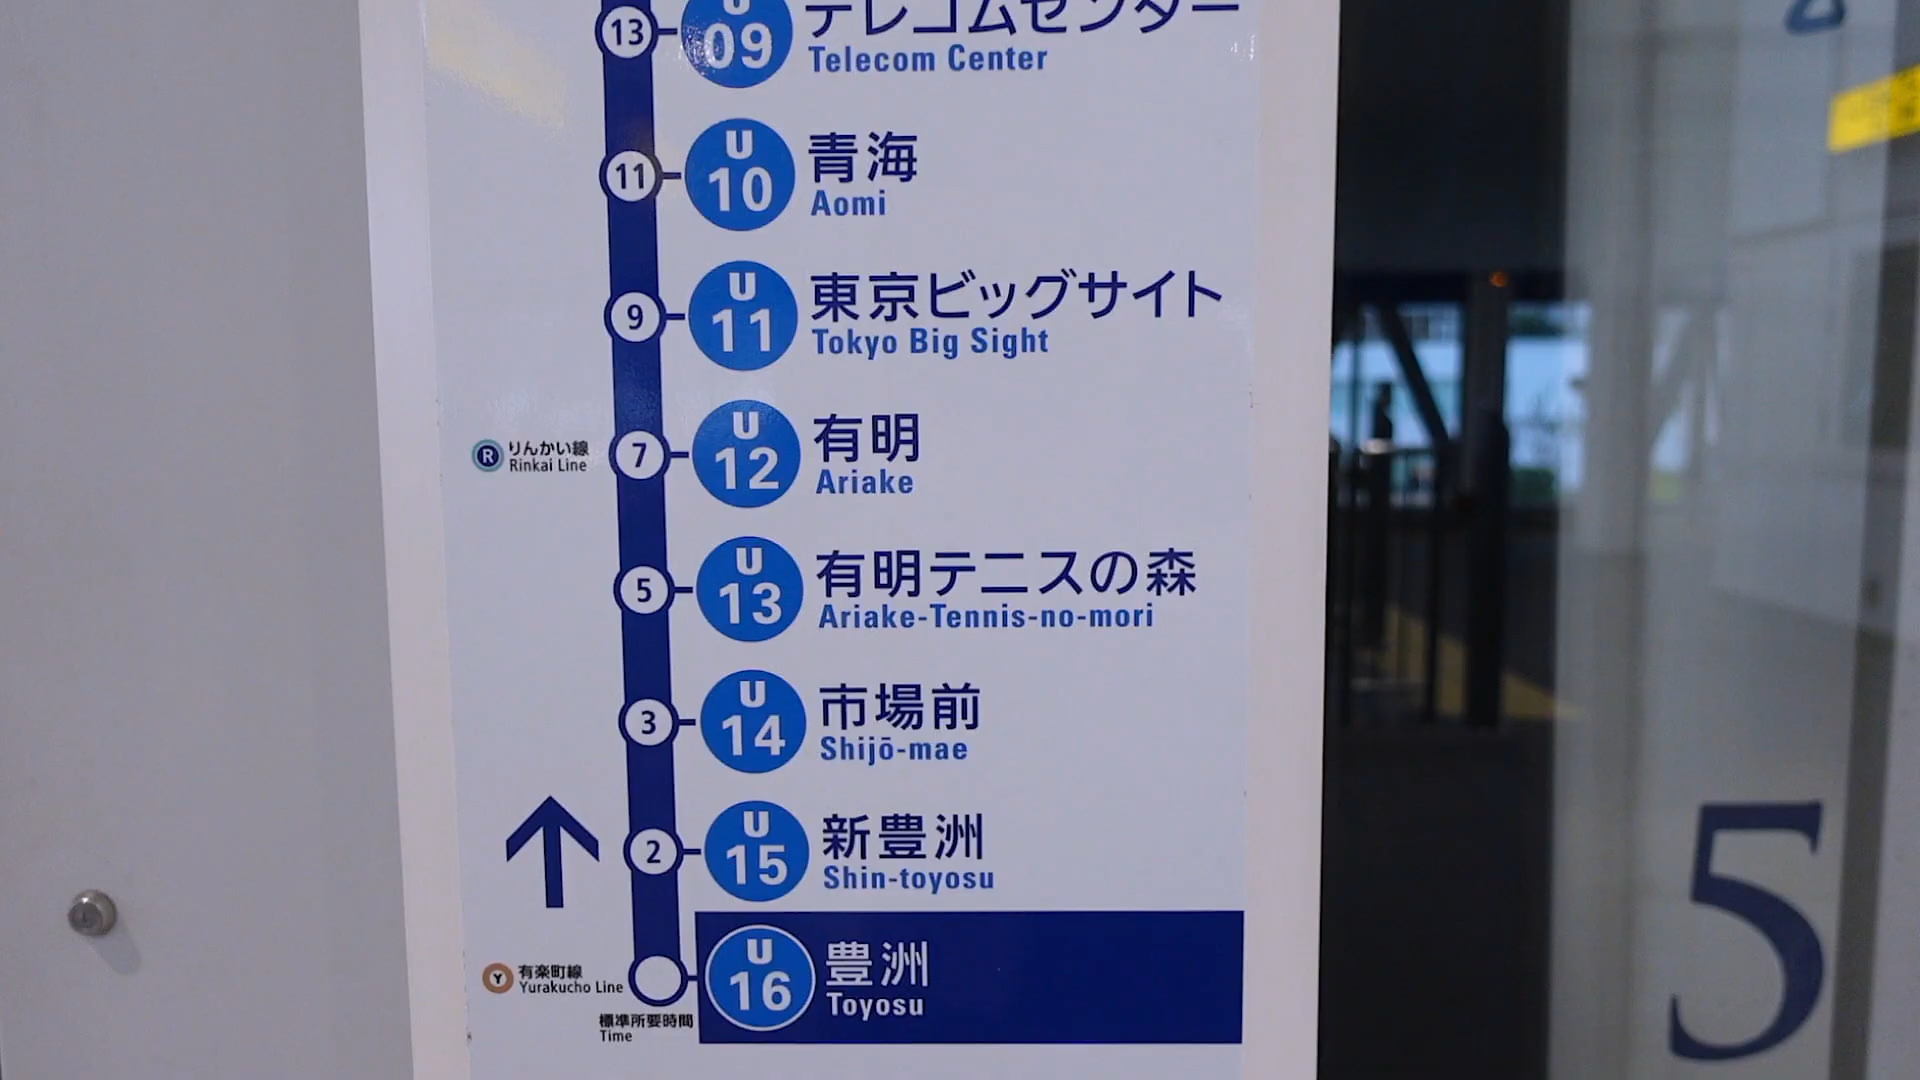 13 U 09 テレコムセンター
Telecom Center
11 U 10 青海
Aomi
9 U 11 東京ビッグサイト
Tokyo Big Sight
R りんかい線
Rinkai Line
7 U 12 有明
Ariake
5 U 13 有明テニスの森
Ariake-Tennis-no-mori
3 U 14 市場前
Shijō-mae
2 U 15 新豊洲
Shin-toyosu
Y 有楽町線
Yurakucho Line
U 16 豊洲
Toyosu
標準所要時間
Time
5